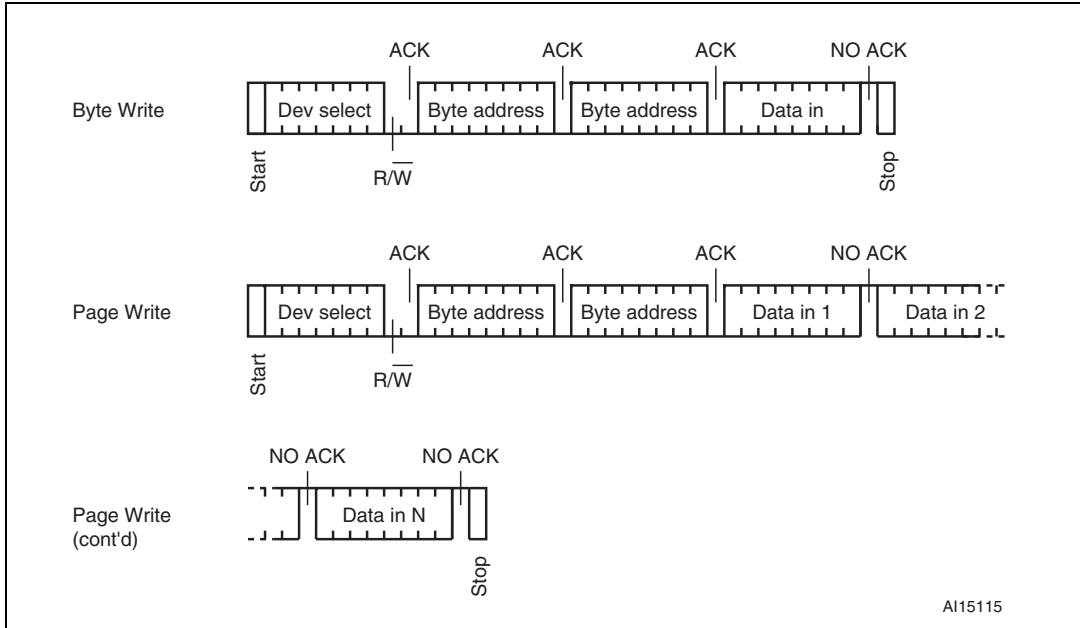 ACK ACK ACK NO ACK
Byte Write Dev select Byte address Byte address Data in
Start R/W Stop
ACK ACK ACK NO ACK
Page Write Dev select Byte address Byte address Data in 1 Data in 2
Start R/W
NO ACK NO ACK
Page Write
(cont'd)
Data in N
Stop
AI15115